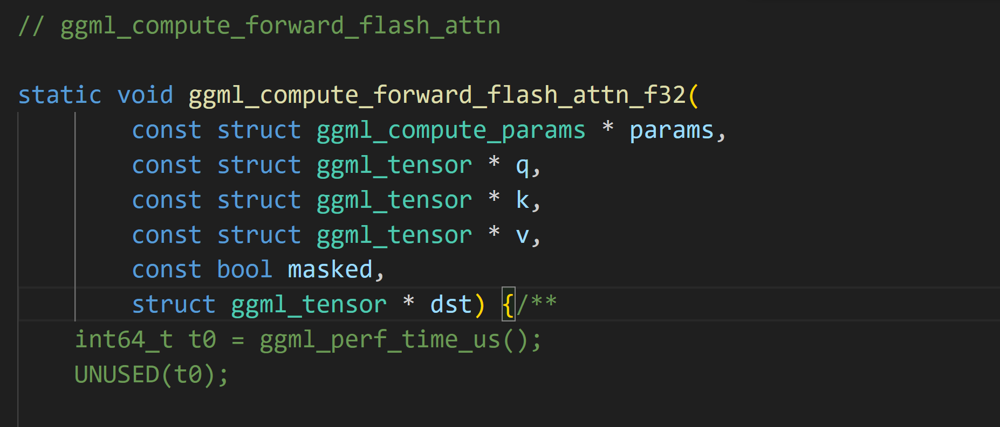 // ggml_compute_forward_flash_attn
static void ggml_compute_forward_flash_attn_f32(
const struct ggml_compute_params * params,
const struct ggml_tensor * q,
const struct ggml_tensor * k,
const struct ggml_tensor * v,
const bool masked,
struct ggml_tensor * dst) {/**
int64_t t0 = ggml_perf_time_us();
UNUSED(t0);